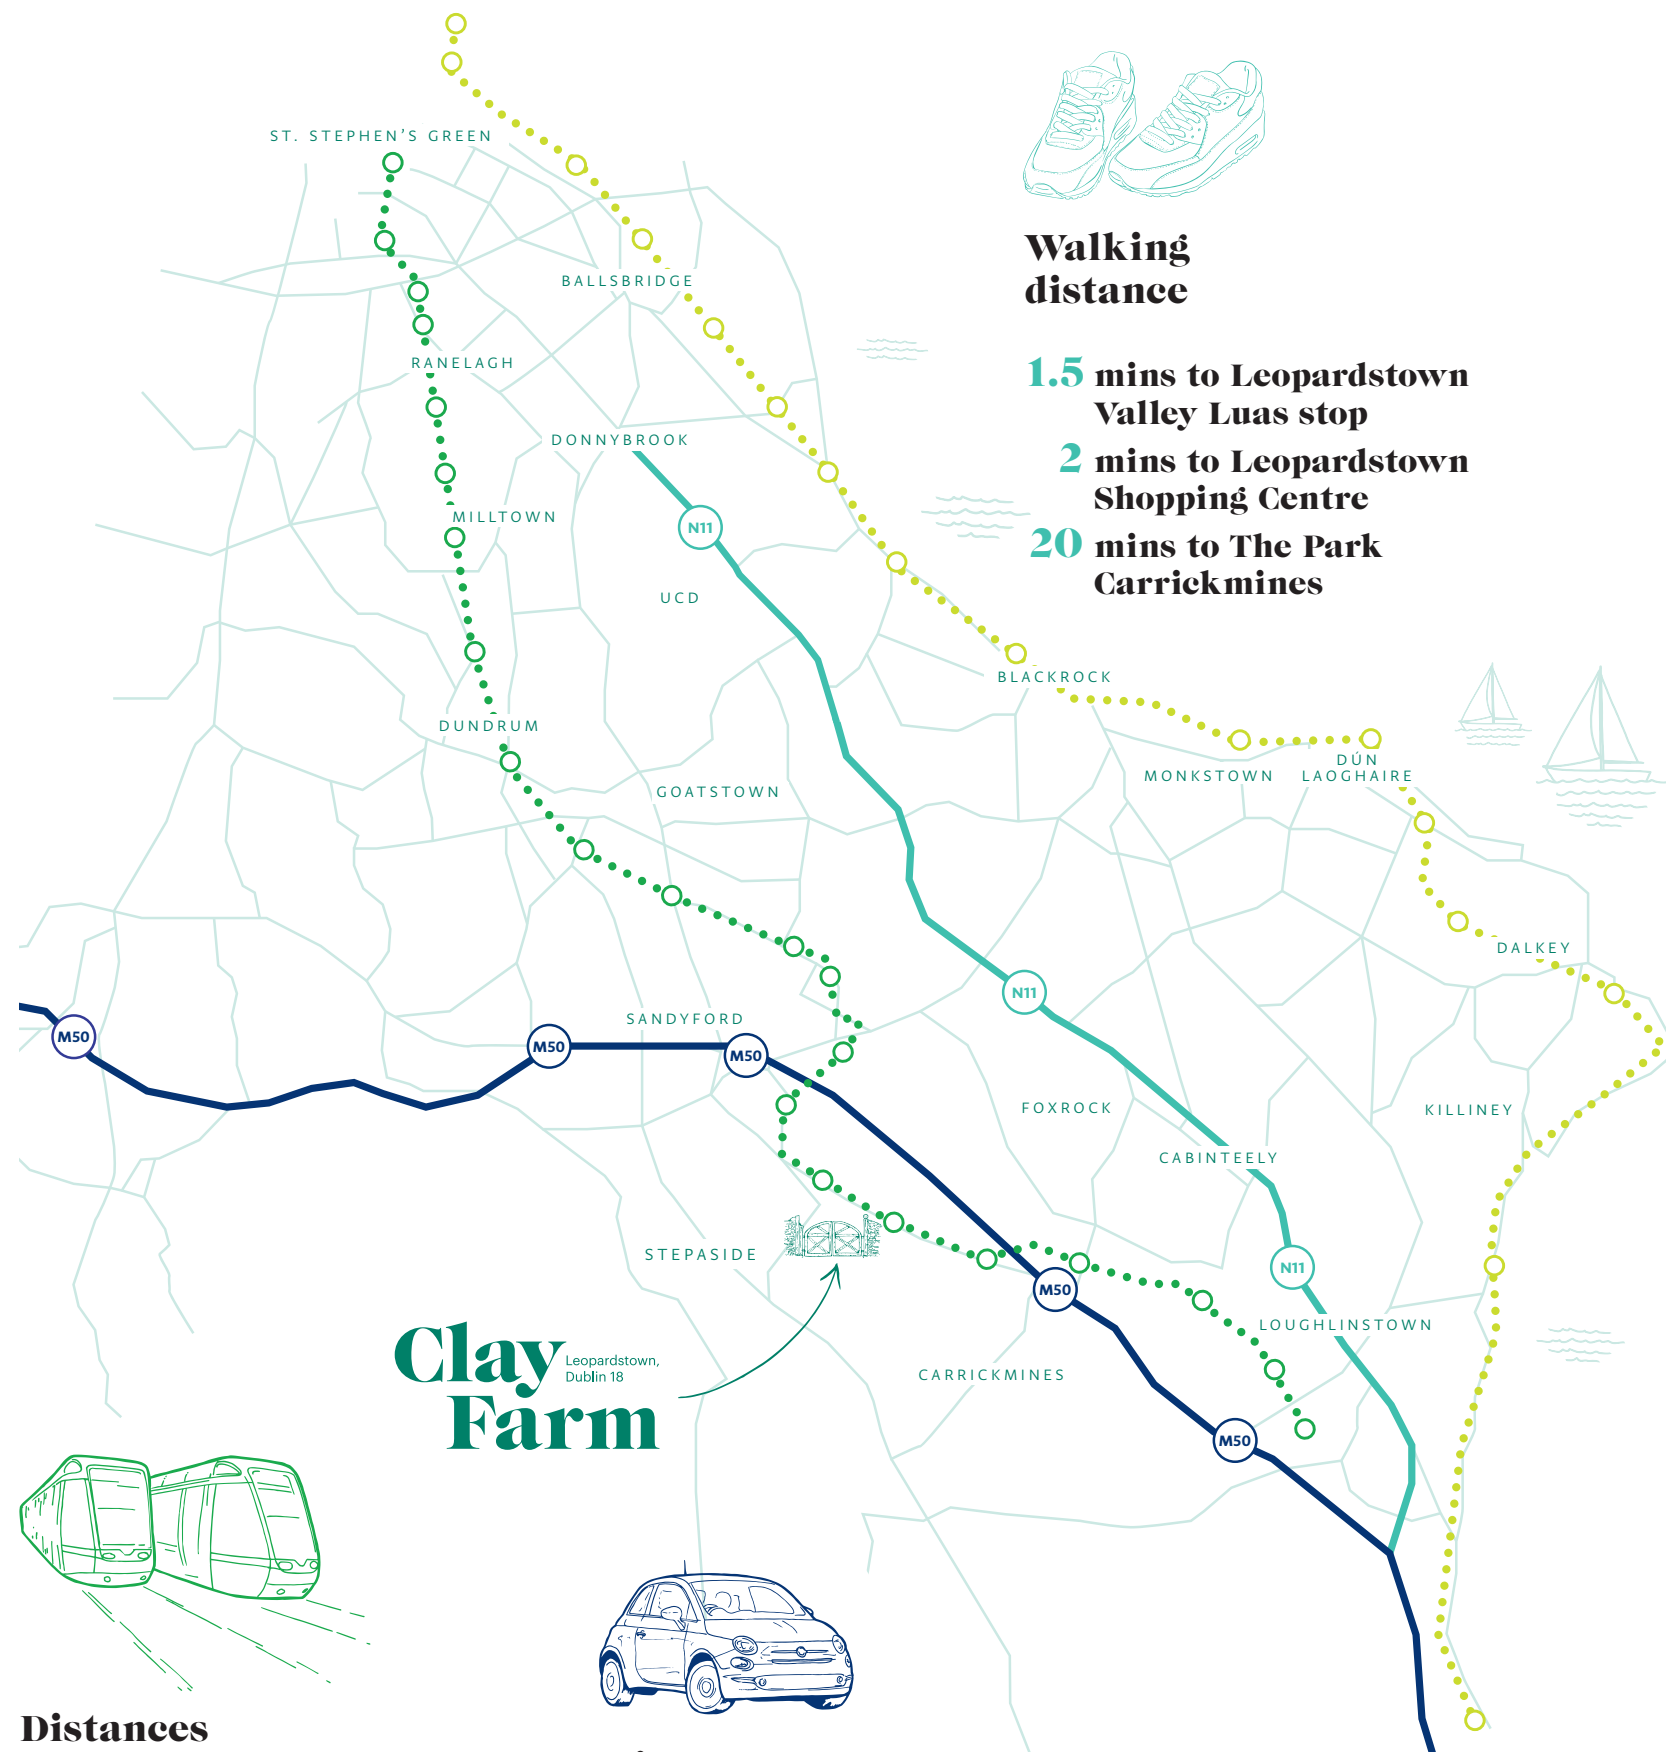 ST. STEPHEN'S GREEN
BALLSBRIDGE
Walking
distance
RANELAGH
1.5 mins to Leopardstown
Valley Luas stop
DONNYBROOK
2 mins to Leopardstown
Shopping Centre
MILLTOWN
N11
20 mins to The Park
Carrickmines
UCD
BLACKROCK
DUNDRUM
GOATSTOWN
MONKSTOWN
DÚN
LAOGHAIRE
DALKEY
N11
SANDYFORD
M50
M50
M50
FOXROCK
KILLINEY
CABINTEELY
STEPASIDE
N11
M50
LOUGHLINSTOWN
Clay
Farm
Leopardstown,
Dublin 18
CARRICKMINES
M50
Distances